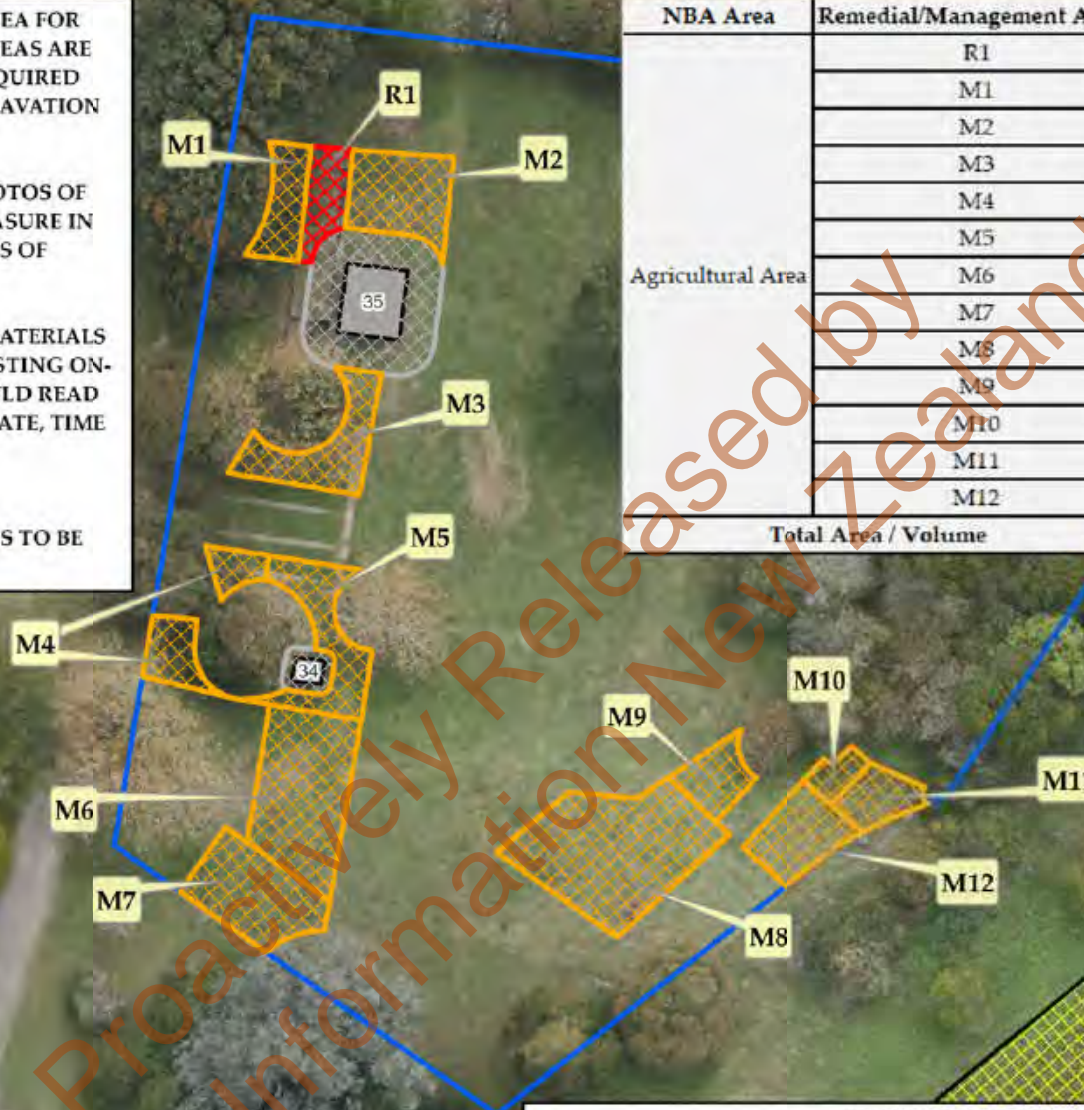 EA FOR
EAS ARE
QUIRED
AVATION
OTOS OF
ASURE IN
S OF
ATERIALS
STING ON-
LD READ
ATE, TIME
S TO BE
NBA Area Remedial/Management A
Agricultural Area
R1
M1
M2
M3
M4
M5
M6
M7
M8
M9
M10
M11
M12
Total Area / Volume
R1
M1
M2
35
M3
M5
M4
34
M10
M9
M6
M1
M7
M12
M8
Proactively Released by
Information New Zealand